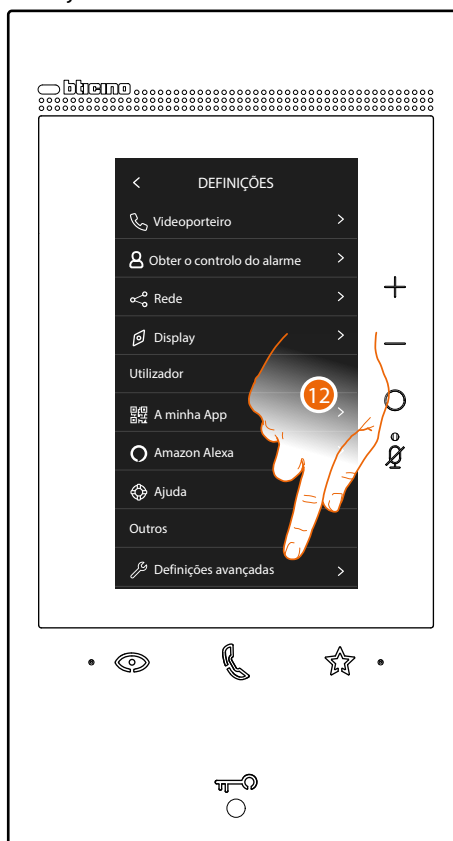 bticino
< DEFINIÇÕES
Videoporteiro >
Obter o controlo do alarme >
Rede >
Display >
Utilizador
A minha App >
Amazon Alexa
Ajuda
Outros
Definições avançadas >
12